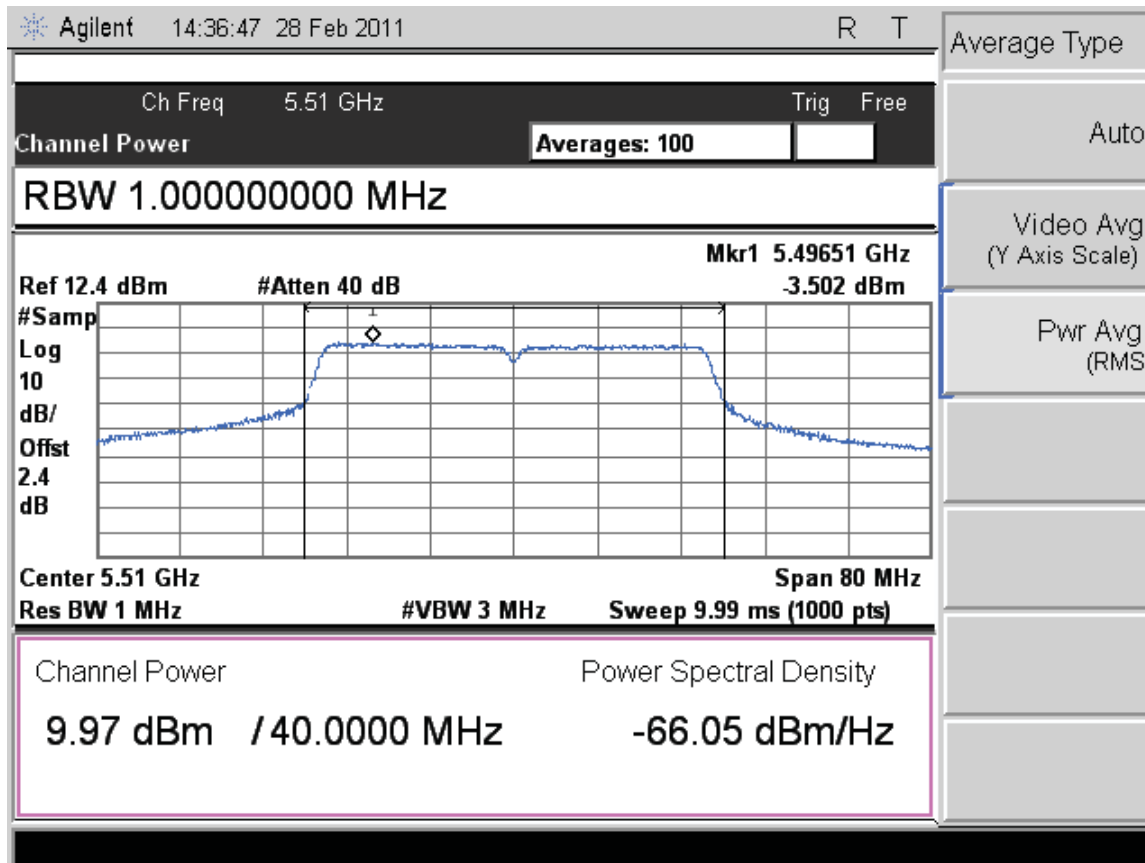 Agilent 14:36:47 28 Feb 2011 R T
Average Type
Ch Freq 5.51 GHz Trig Free
Channel Power Averages: 100
Auto
RBW 1.000000000 MHz
Video Avg
(Y Axis Scale)
Mkr1 5.49651 GHz
Ref 12.4 dBm #Atten 40 dB -3.502 dBm
#Samp
Log
10
dB/
Offst
2.4
dB
1
Pwr Avg
(RMS
Center 5.51 GHz Span 80 MHz
Res BW 1 MHz #VBW 3 MHz Sweep 9.99 ms (1000 pts)
Channel Power Power Spectral Density
9.97 dBm / 40.0000 MHz -66.05 dBm/Hz